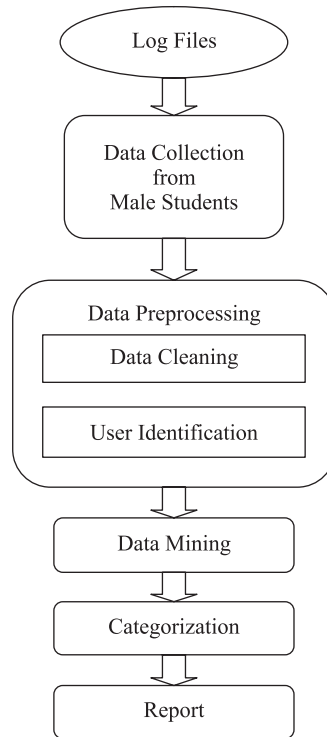 Log Files
Data Collection
from
Male Students
Data Preprocessing
Data Cleaning
User Identification
Data Mining
Categorization
Report